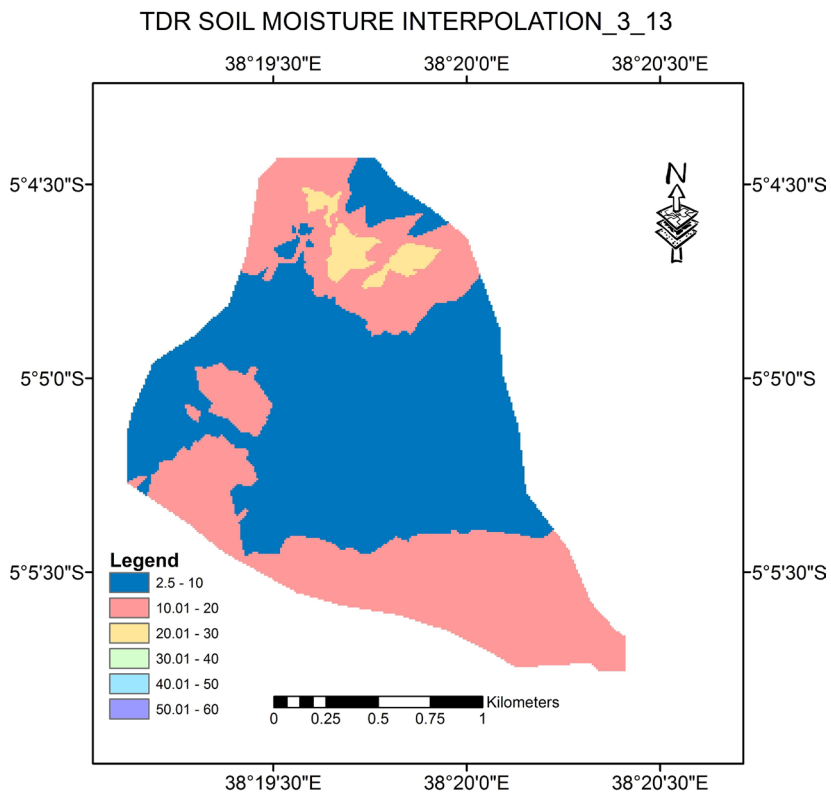 TDR SOIL MOISTURE INTERPOLATION_3_13
38°19'30"E 38°20'0"E 38°20'30"E
N
5°4'30"S 5°4'30"S
5°5'0"S 5°5'0"S
5°5'30"S 5°5'30"S
Legend
2.5 - 10
10.01 - 20
20.01 - 30
30.01 - 40
40.01 - 50
50.01 - 60
Kilometers
0 0.25 0.5 0.75 1
38°19'30"E 38°20'0"E 38°20'30"E